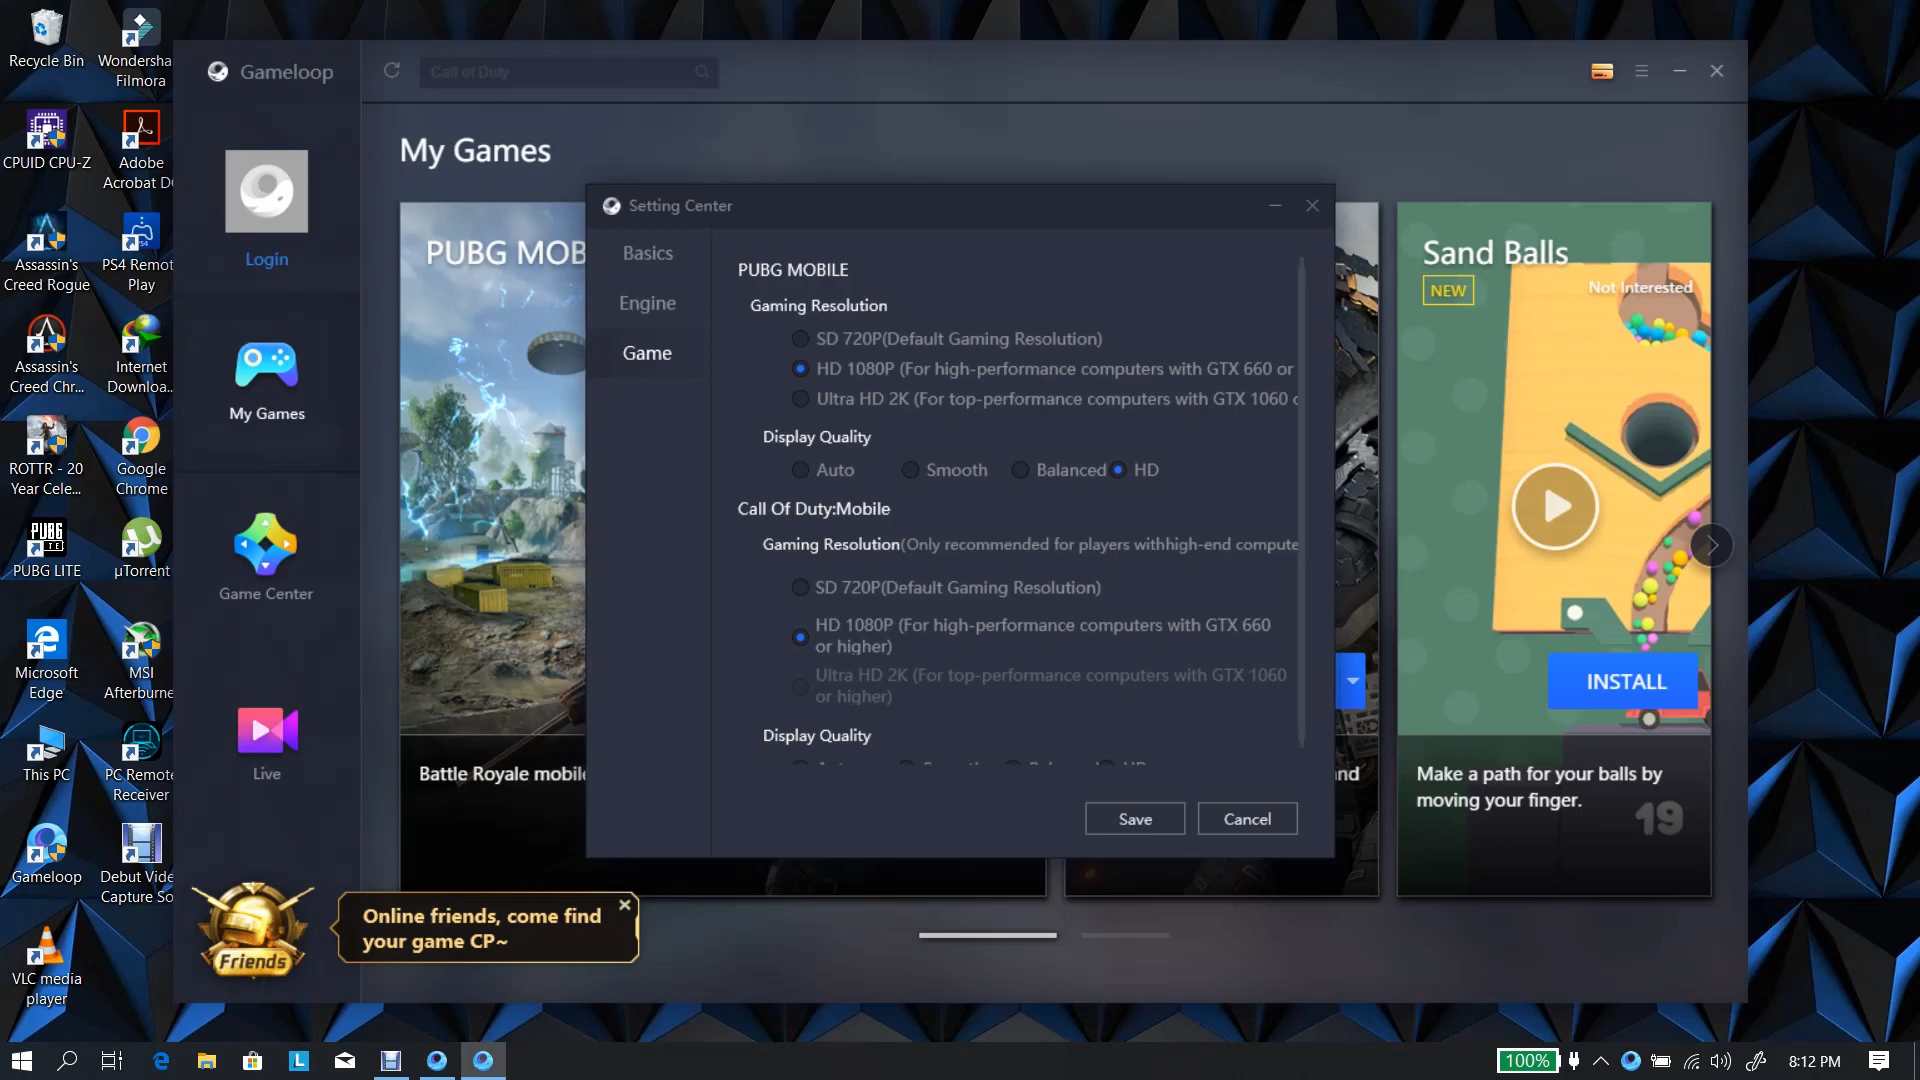 Recycle Bin
Wondersha
Filmora
CPUID CPU-Z
Adobe
Acrobat D
Assassin's
Creed Rogue
PS4 Remot
Play
Assassin's
Creed Chr...
Internet
Downloa...
ROTTR - 20
Year Cele...
Google
Chrome
PUBG LITE
µTorrent
Microsoft
Edge
MSI
Afterburne
This PC
PC Remote
Receiver
Gameloop
Debut Vide
Capture So
VLC media
player
Gameloop
Call of Duty
Login
My Games
Game Center
Live
Friends
Online friends, come find
your game CP~
My Games
PUBG MOB
Battle Royale mobile
Setting Center
Basics
Engine
Game
PUBG MOBILE
Gaming Resolution
SD 720P(Default Gaming Resolution)
HD 1080P (For high-performance computers with GTX 660 or
Ultra HD 2K (For top-performance computers with GTX 1060
Display Quality
Auto Smooth Balanced HD
Call Of Duty:Mobile
Gaming Resolution(Only recommended for players withhigh-end compute
SD 720P(Default Gaming Resolution)
HD 1080P (For high-performance computers with GTX 660
or higher)
Ultra HD 2K (For top-performance computers with GTX 1060
or higher)
Display Quality
Save
Cancel
Sand Balls
NEW
Not Interested
INSTALL
Make a path for your balls by
moving your finger.
19
100%
8:12 PM